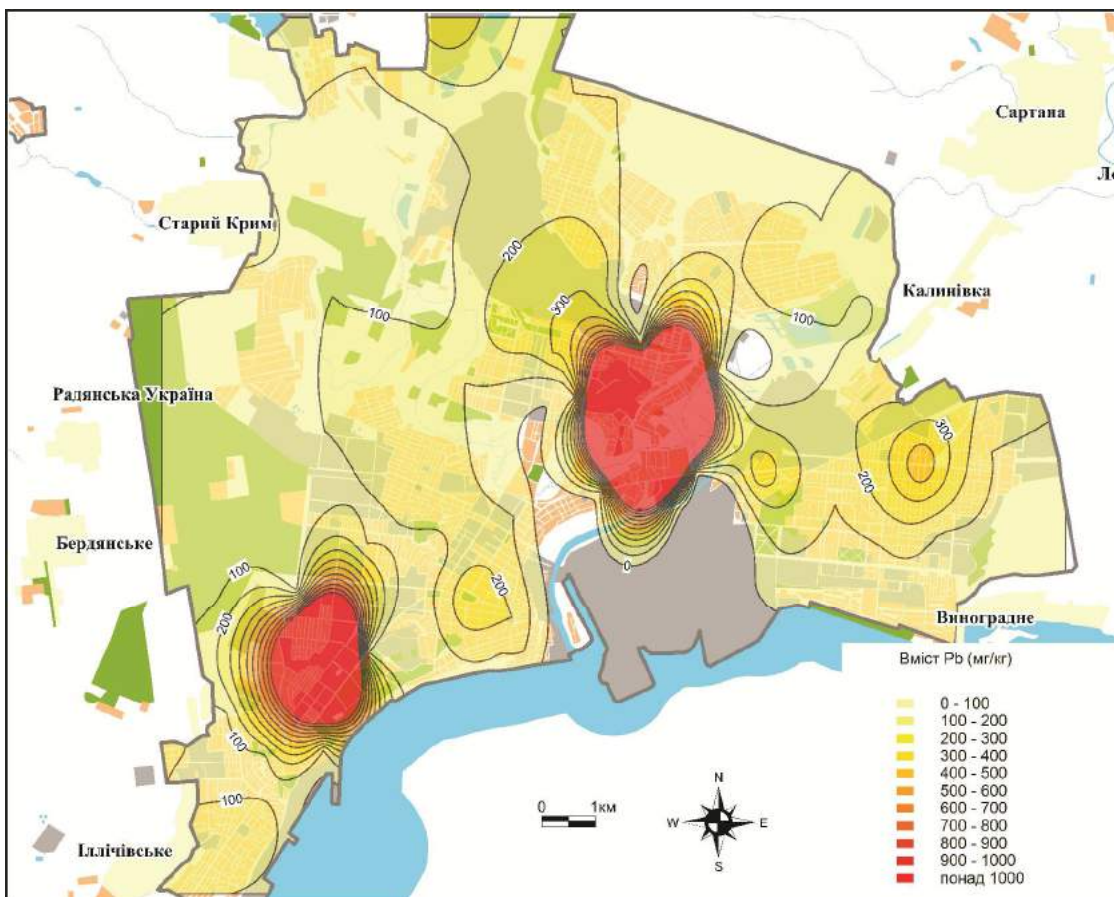 Сартана
Старий Крим
200
300
Калинівка
100
100
Радянська Україна
300
200
Бердянське
0
100
200
200
Виноградне
Вміст Pb (мг/кг)
0 - 100
100 - 200
200 - 300
300 - 400
400 - 500
500 - 600
600 - 700
700 - 800
800 - 900
900 - 1000
понад 1000
100
100
N
W
E
S
0
1км
Іллічівське